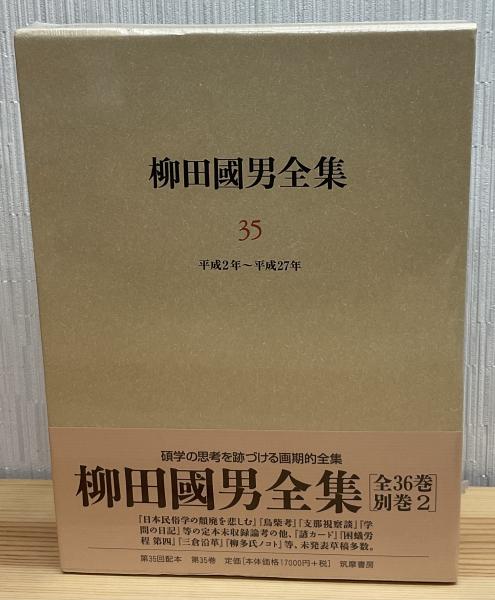 柳田國男全集
35
平成2年〜平成27年
碩学の思考を跡づける画期的全集
柳田國男全集[全36巻 別巻2]
『日本民俗学の頽廃を悲しむ』『鳥柴考』『支那視察談』『学
問の日記』等の定本未収録論考の他、『諺カード』『困蟻労
程 第四』『三倉沿革』『柳多氏ノコト』等、未発表草稿多数。
第35回配本 第35巻 定価[本体価格17000円+税] 筑摩書房